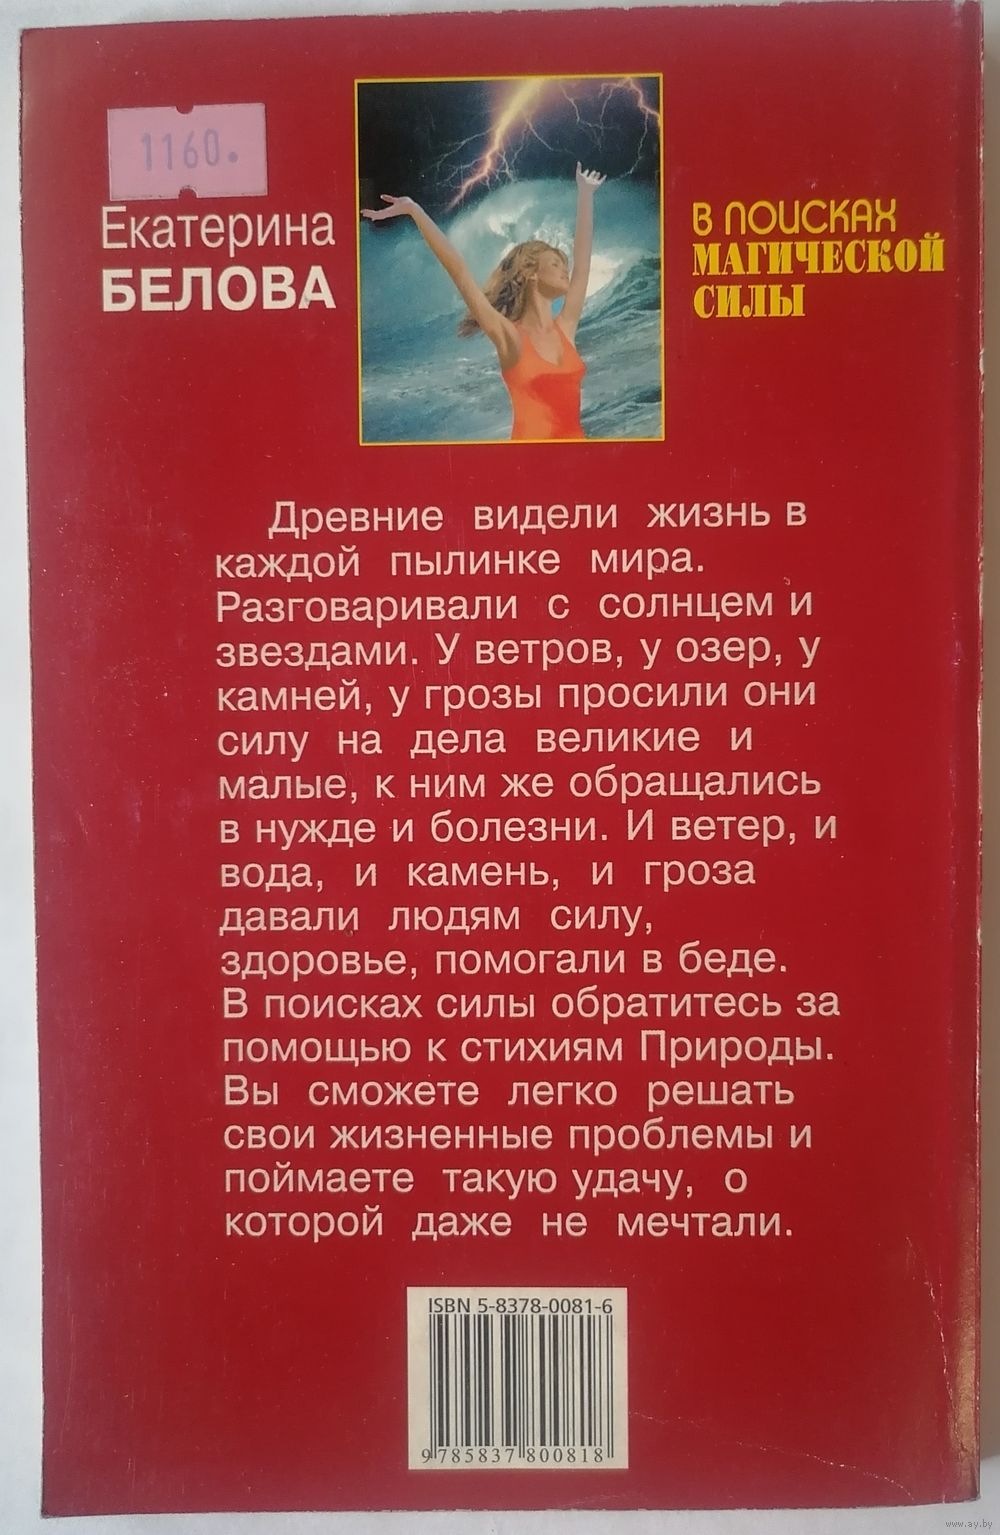 1160.
Екатерина
БЕЛОВА
В ПОИСКАХ
МАГИЧЕСКОЙ
СИЛЫ
Древние видели жизнь в
каждой пылинке мира.
Разговаривали с солнцем и
звездами. У ветров, у озер, у
камней, у грозы просили они
силу на дела великие и
малые, к ним же обращались
в нужде и болезни. И ветер, и
вода, и камень, и гроза
давали людям силу,
здоровье, помогали в беде.
В поисках силы обратитесь за
помощью к стихиям Природы.
Вы сможете легко решать
свои жизненные проблемы и
поймаете такую удачу, о
которой даже не мечтали.
ISBN 5-8378-0081-6
9 785837 800818
www.ay.by